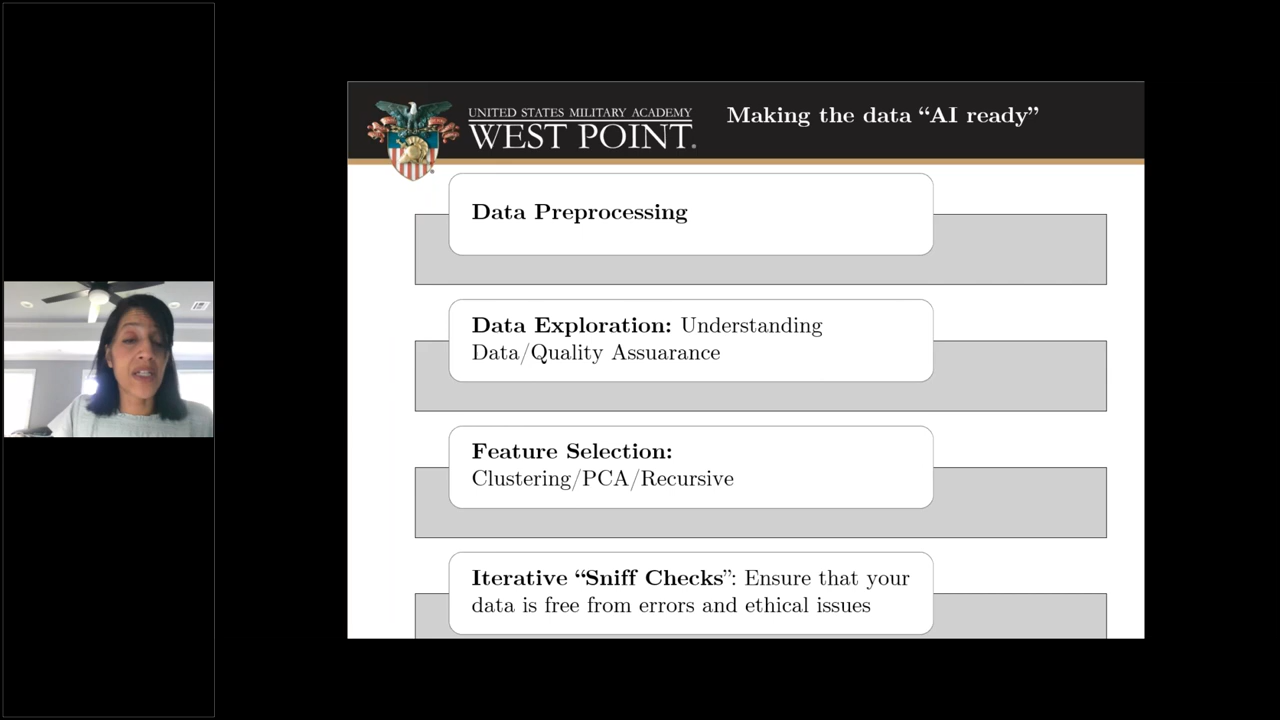 UNITED STATES MILITARY ACADEMY
WEST POINT.
Making the data “AI ready”
Data Preprocessing
Data Exploration: Understanding
Data/Quality Assuarance
Feature Selection:
Clustering/PCA/Recursive
Iterative “Sniff Checks”: Ensure that your
data is free from errors and ethical issues